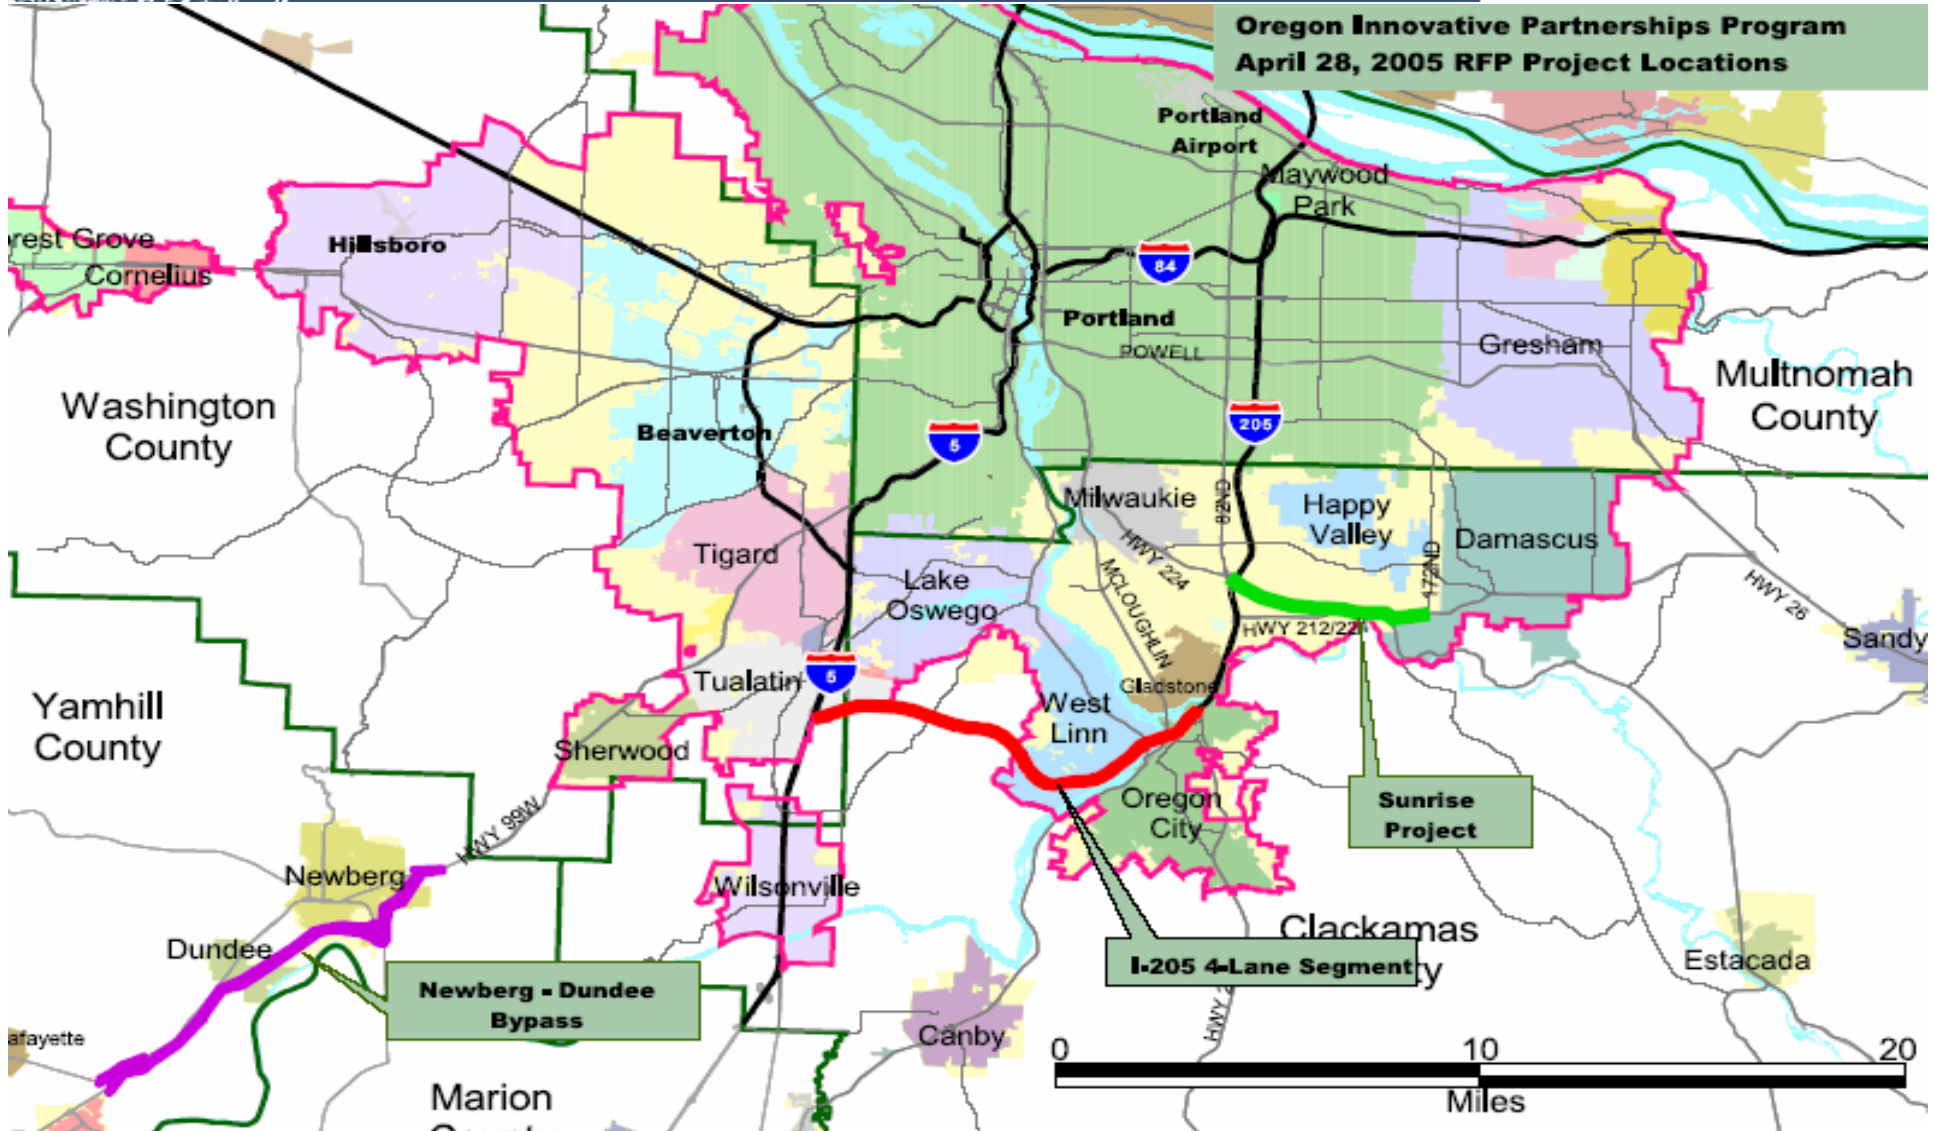 Oregon Innovative Partnerships Program
April 28, 2005 RFP Project Locations
Portland
Airport
Maywood
Park
rest Grove
Cornelius
Hillsboro
84
Portland
POWELL
Gresham
Multnomah
County
Washington
County
Beaverton
5
205
Milwaukie
82ND
Happy
Valley
Damascus
172ND
Tigard
Lake
Oswego
HWY 224
MCLOUGHLIN
HWY 212/224
HWY 26
Sandy
Tualatin
5
Gladstone
West
Linn
Yamhill
County
Sherwood
Oregon
City
Sunrise
Project
HWY 99W
Newberg
Wilsonville
Dundee
Clackamas
ty
I-205 4-Lane Segment
Estacada
Newberg - Dundee
Bypass
HWY 2
Canby
afayette
0 10 20
Miles
Marion